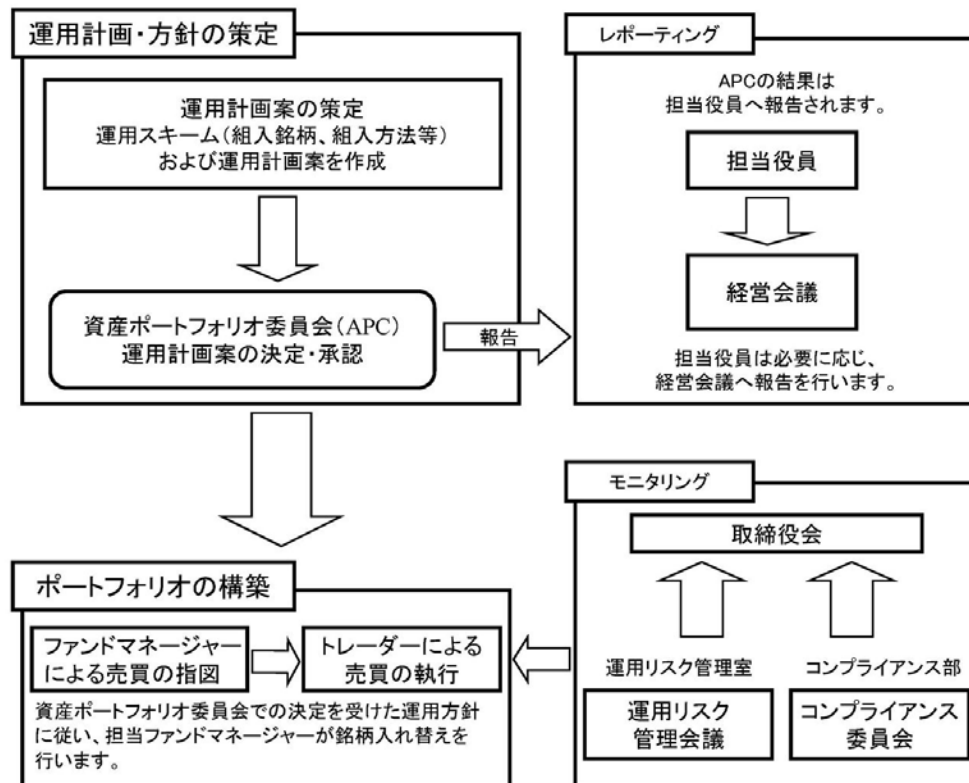 運用計画・方針の策定
運用計画案の策定
運用スキーム(組入銘柄、組入方法等)
および運用計画案を作成
資産ポートフォリオ委員会(APC)
運用計画案の決定・承認
報告
レポーティング
APCの結果は
担当役員へ報告されます。
担当役員
経営会議
担当役員は必要に応じ、
経営会議へ報告を行います。
ポートフォリオの構築
ファンドマネージャー
による売買の指図
トレーダーによる
売買の執行
資産ポートフォリオ委員会での決定を受けた運用方針
に従い、担当ファンドマネージャーが銘柄入れ替えを
行います。
モニタリング
取締役会
運用リスク管理室
運用リスク
管理会議
コンプライアンス部
コンプライアンス
委員会